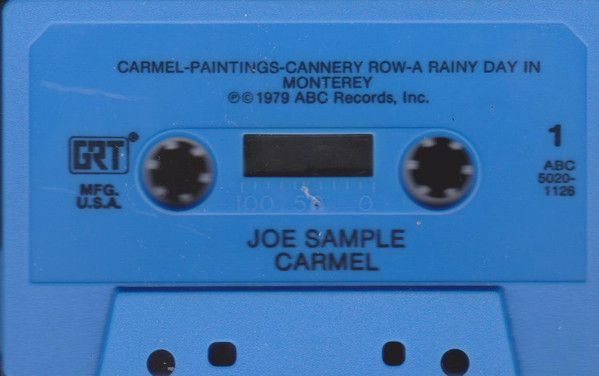 CARMEL-PAINTINGS-CANNERY ROW-A RAINY DAY IN
MONTEREY
℗©1979 ABC Records, Inc.
GRT®
MFG.
U.S.A.
1
ABC
5020-
1126
100 50 0
JOE SAMPLE
CARMEL